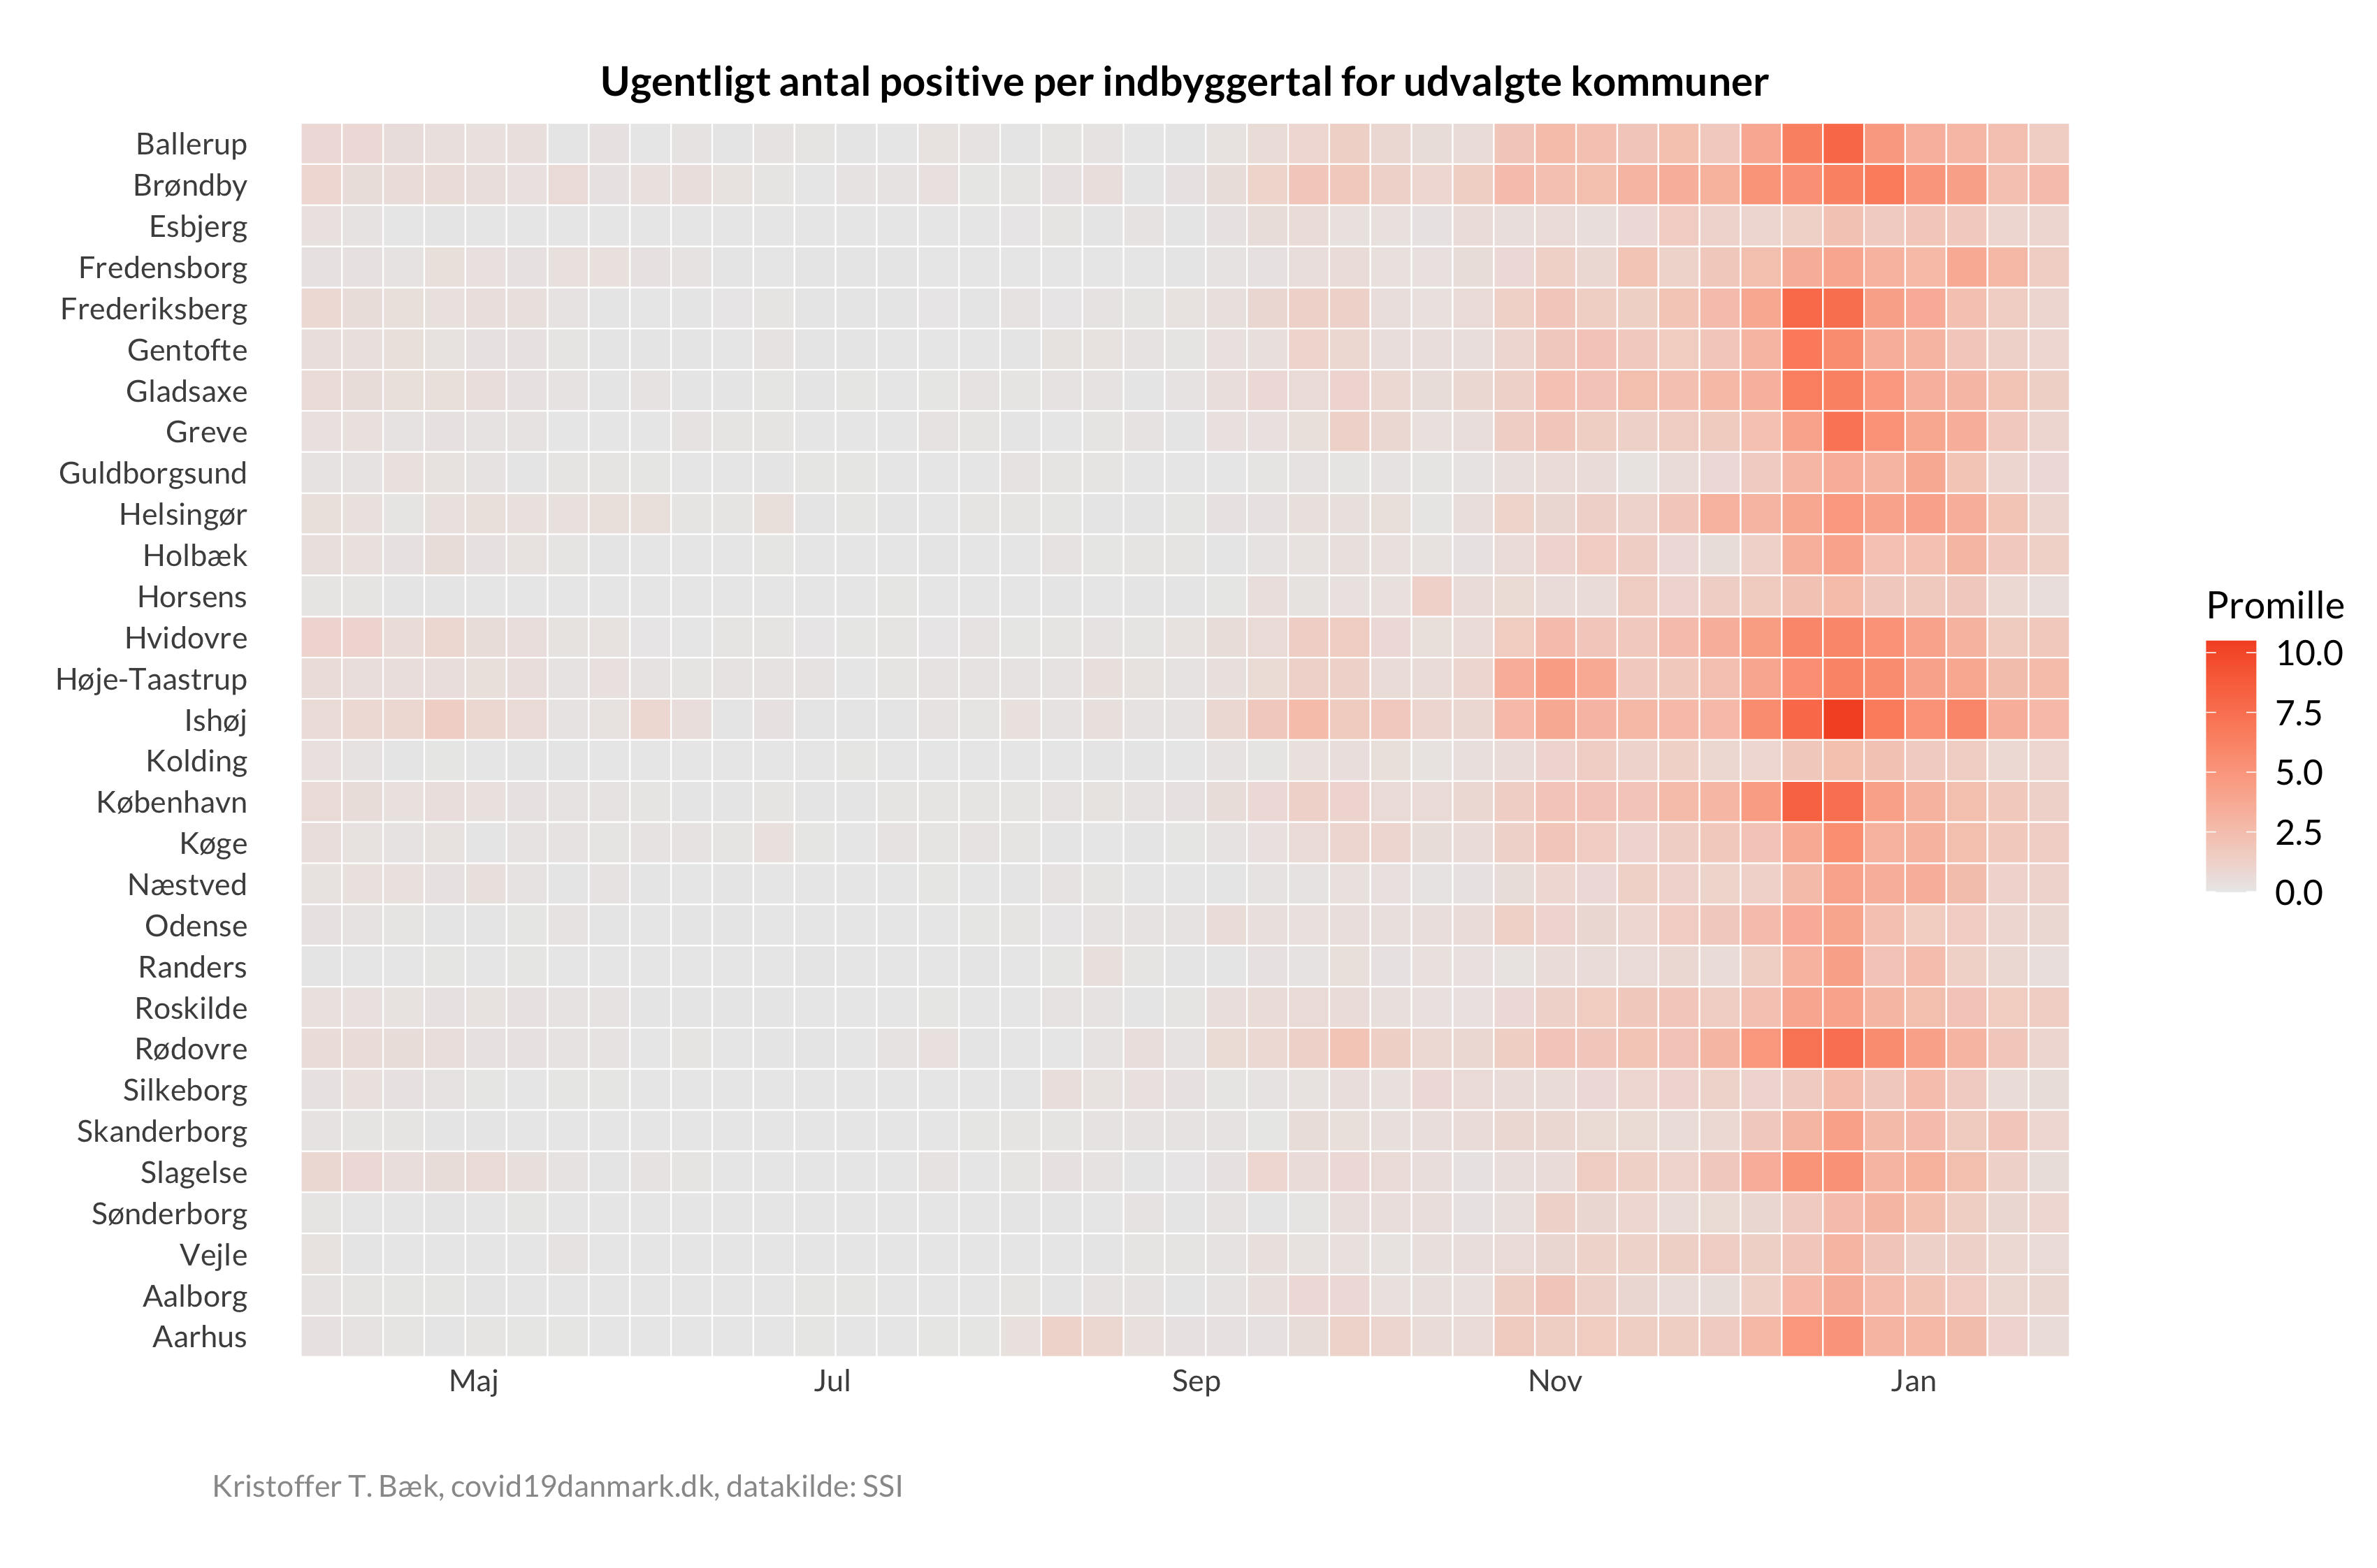 Ugentligt antal positive per indbyggertal for udvalgte kommuner
Ballerup
Brøndby
Esbjerg
Fredensborg
Frederiksberg
Gentofte
Gladsaxe
Greve
Guldborgsund
Helsingør
Holbæk
Horsens
Hvidovre
Høje-Taastrup
Ishøj
Kolding
København
Køge
Næstved
Odense
Randers
Roskilde
Rødovre
Silkeborg
Skanderborg
Slagelse
Sønderborg
Vejle
Aalborg
Aarhus
Maj Jul Sep Nov Jan
Promille
10.0
7.5
5.0
2.5
0.0
Kristoffer T. Bæk, covid19danmark.dk, datakilde: SSI